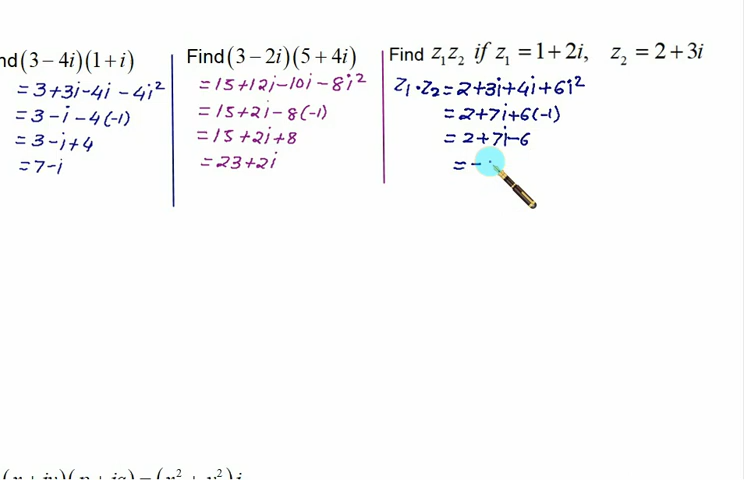 nd (3 − 4i)(1 + i)
= 3 + 3i − 4i − 4i²
= 3 − i − 4(−1)
= 3 − i + 4
= 7 − i
Find (3 − 2i)(5 + 4i)
= 15 + 12i − 10i − 8i²
= 15 + 2i − 8(−1)
= 15 + 2i + 8
= 23 + 2i
Find z₁z₂ if z₁ = 1 + 2i, z₂ = 2 + 3i
z₁ · z₂ = 2 + 3i + 4i + 6i²
= 2 + 7i + 6(−1)
= 2 + 7i − 6
= −